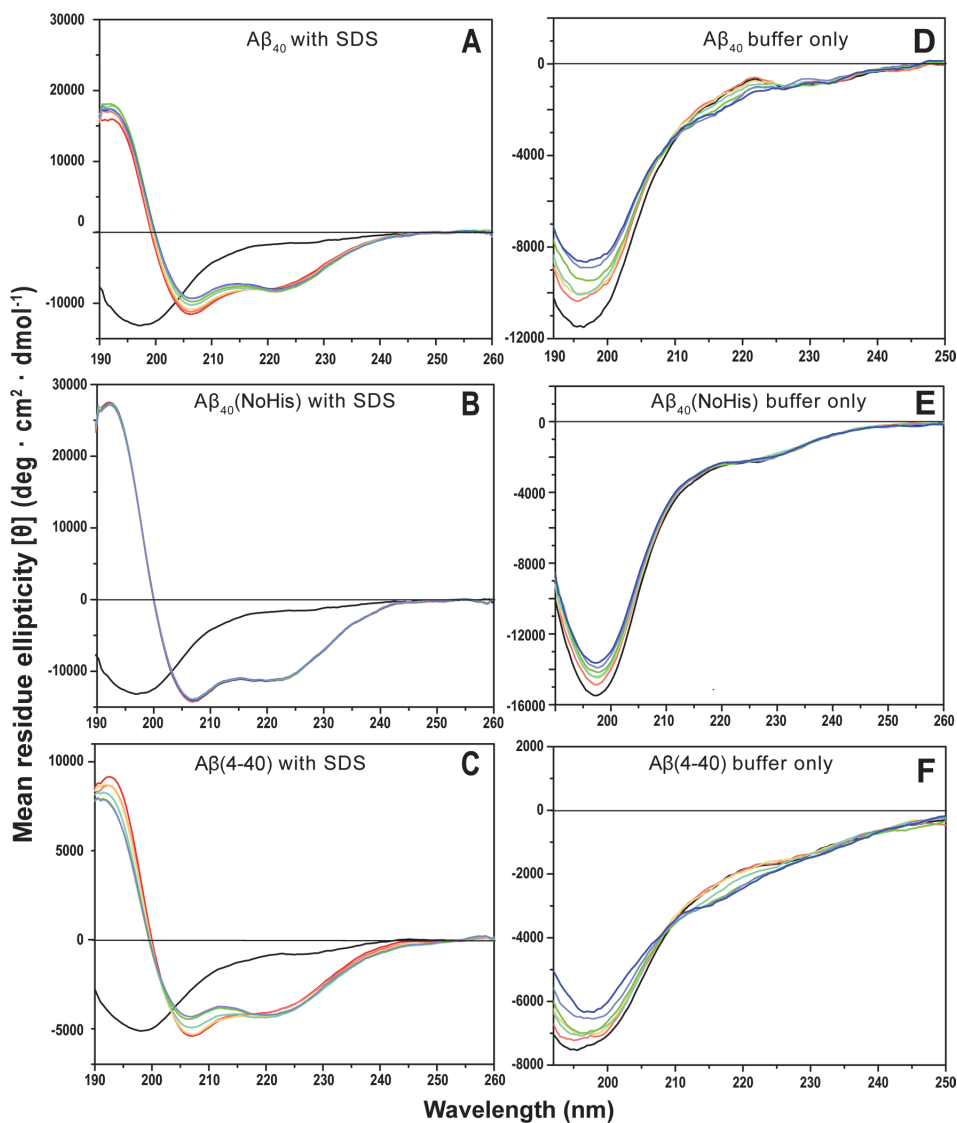 Mean residue ellipticity [θ] (deg · cm² · dmol⁻¹)
Aβ₄₀ with SDS
A
30000
20000
10000
0
-10000
190 200 210 220 230 240 250 260
Aβ₄₀ buffer only
D
0
-4000
-8000
-12000
200 210 220 230 240 250
Aβ₄₀(NoHis) with SDS
B
30000
20000
10000
0
-10000
190 200 210 220 230 240 250 260
Aβ₄₀(NoHis) buffer only
E
0
-4000
-8000
-12000
-16000
200 210 220 230 240 250 260
Aβ(4-40) with SDS
C
10000
5000
0
-5000
190 200 210 220 230 240 250 260
Aβ(4-40) buffer only
F
2000
0
-2000
-4000
-6000
-8000
200 210 220 230 240 250
Wavelength (nm)